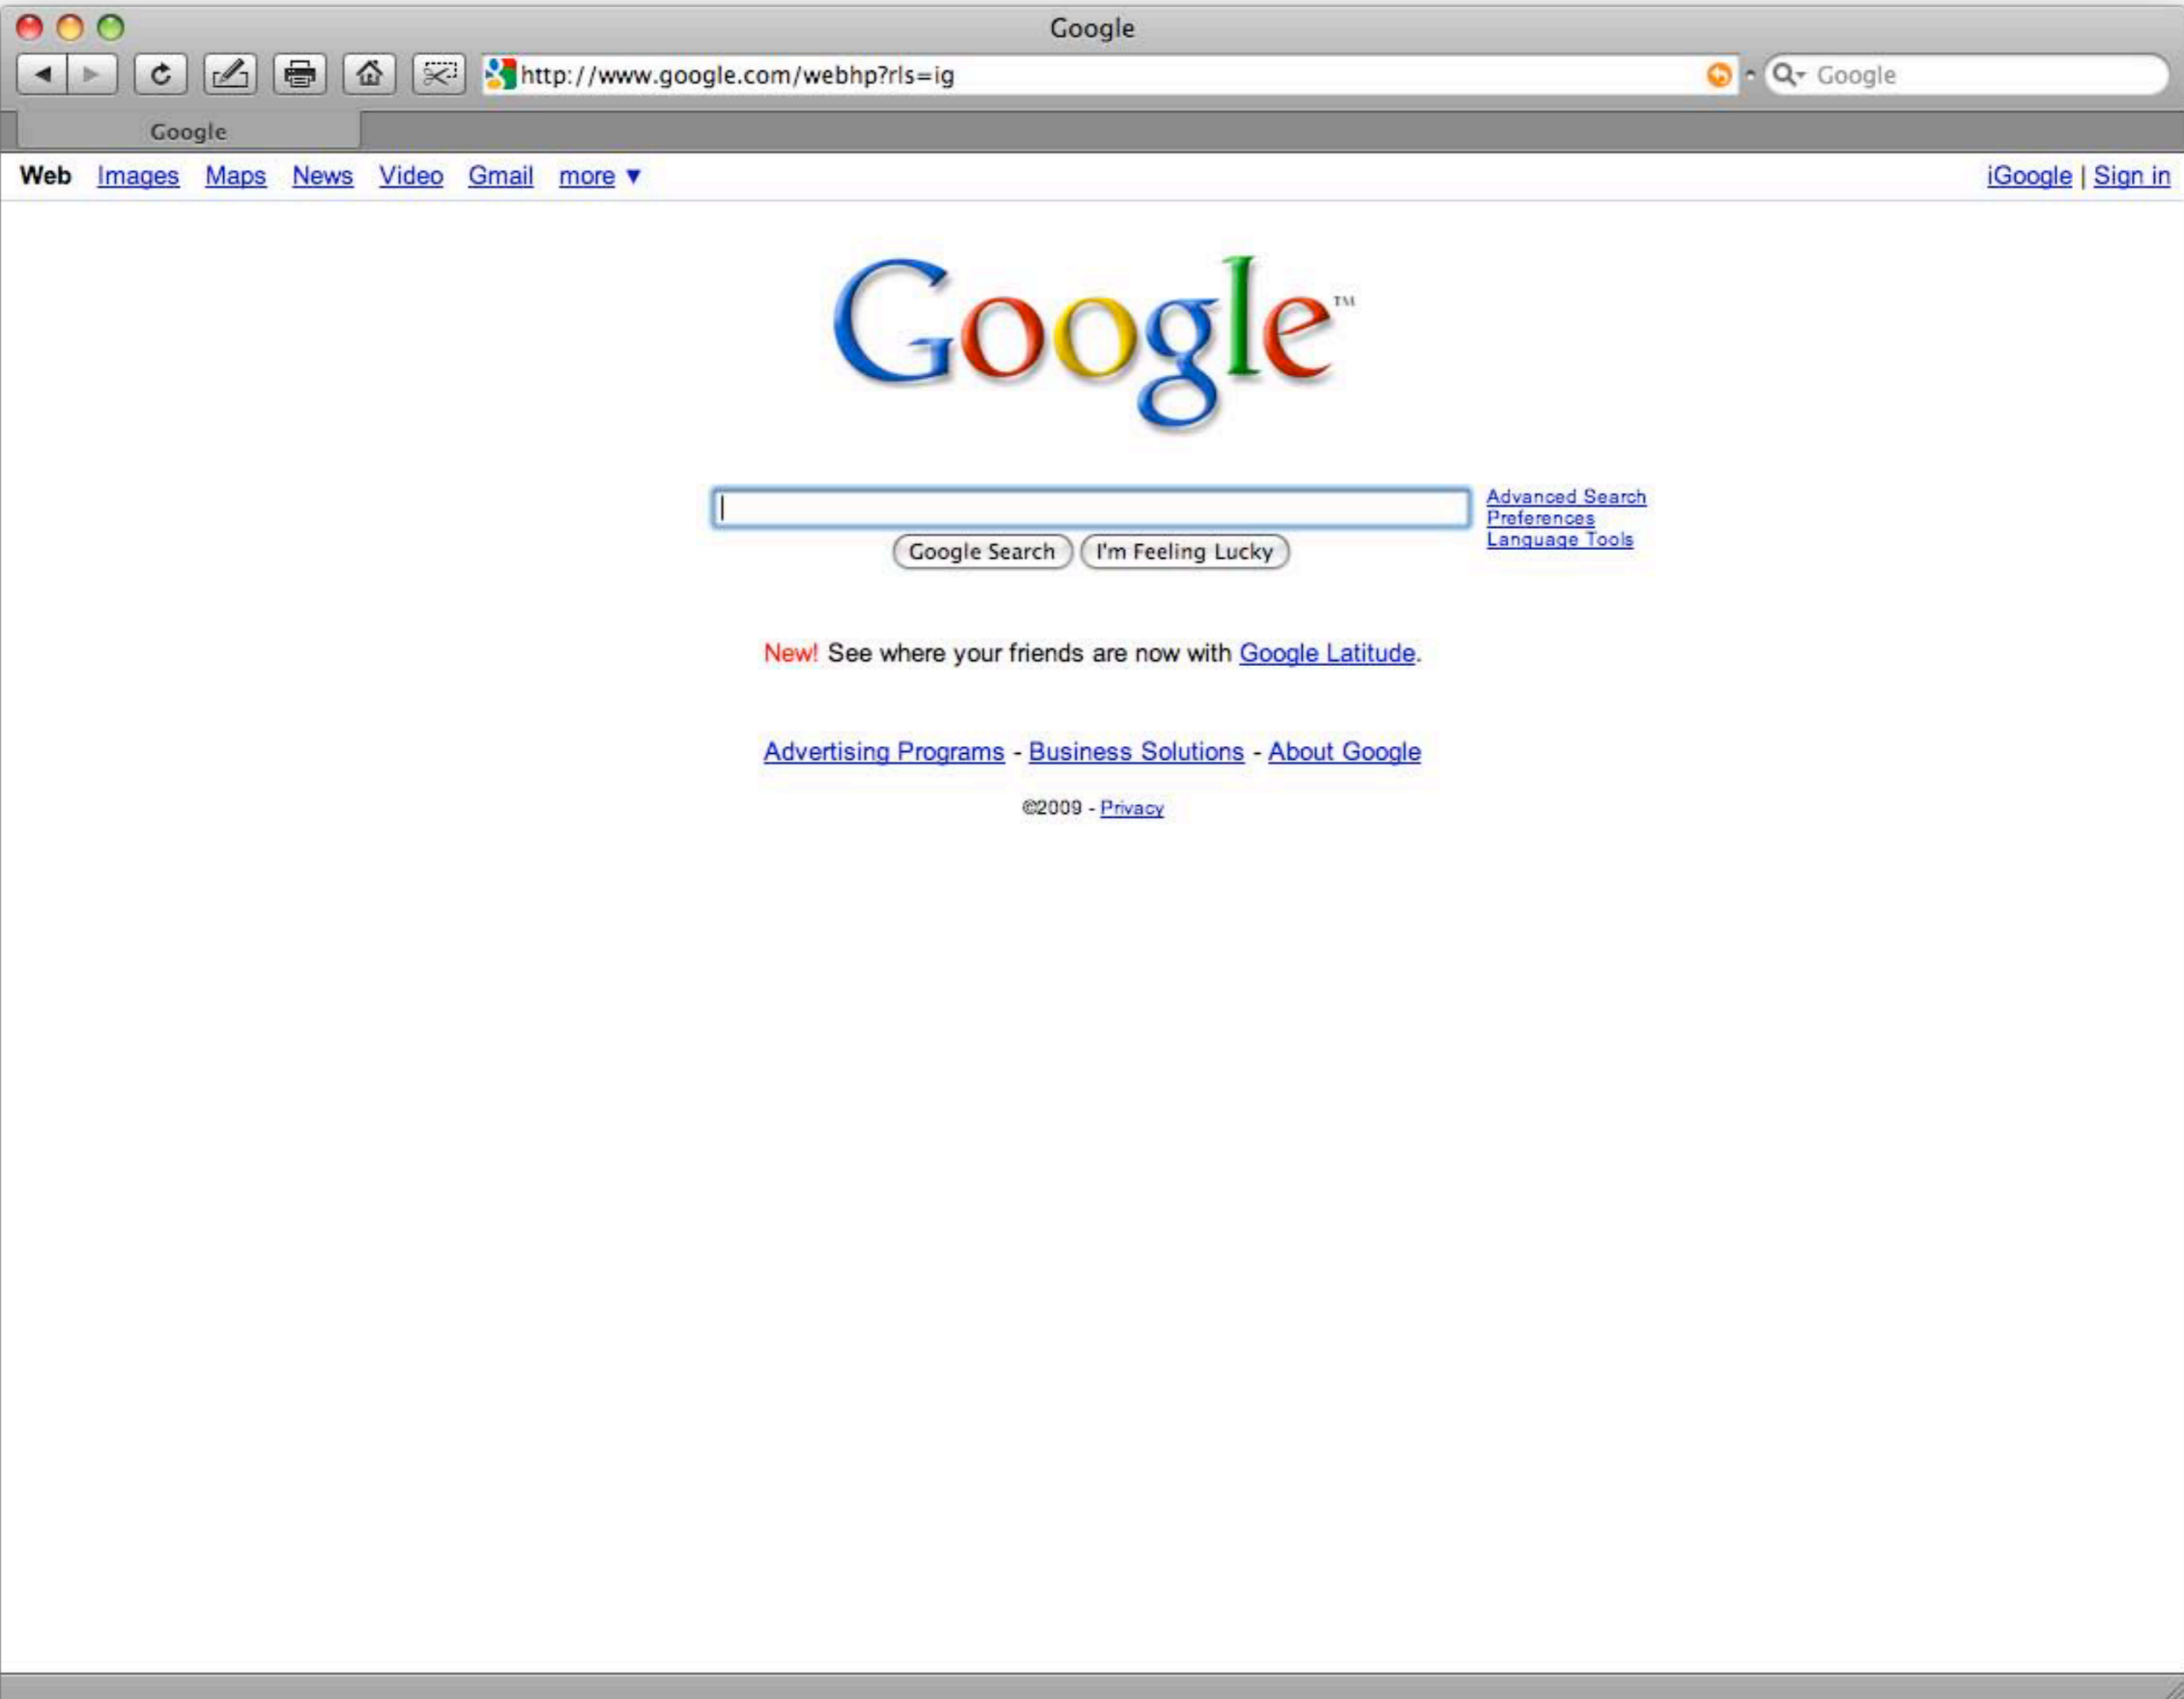 Google
http://www.google.com/webhp?rls=ig
Google
Google
Web Images Maps News Video Gmail more ▼ iGoogle | Sign in
Google™
Advanced Search
Preferences
Language Tools
Google Search I'm Feeling Lucky
New! See where your friends are now with Google Latitude.
Advertising Programs - Business Solutions - About Google
©2009 - Privacy